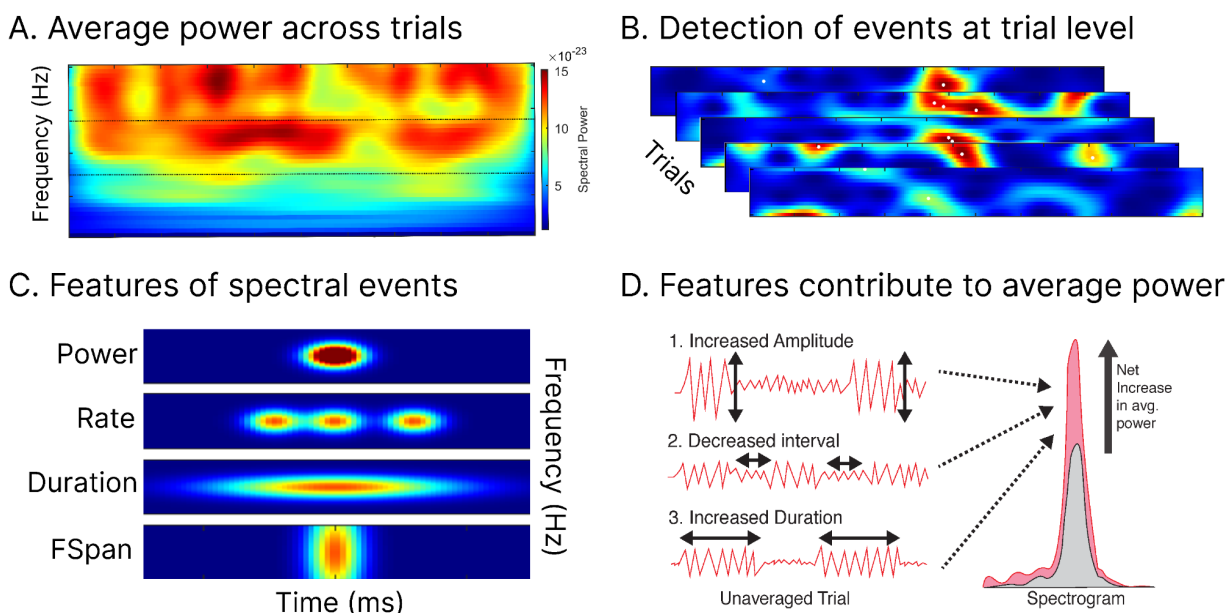 A. Average power across trials
×10-23
15
10
5
Spectral Power
Frequency (Hz)
B. Detection of events at trial level
Trials
C. Features of spectral events
Power
Rate
Duration
FSpan
Frequency (Hz)
Time (ms)
D. Features contribute to average power
1. Increased Amplitude
2. Decreased interval
3. Increased Duration
Unaveraged Trial
Net
Increase
in avg.
power
Spectrogram